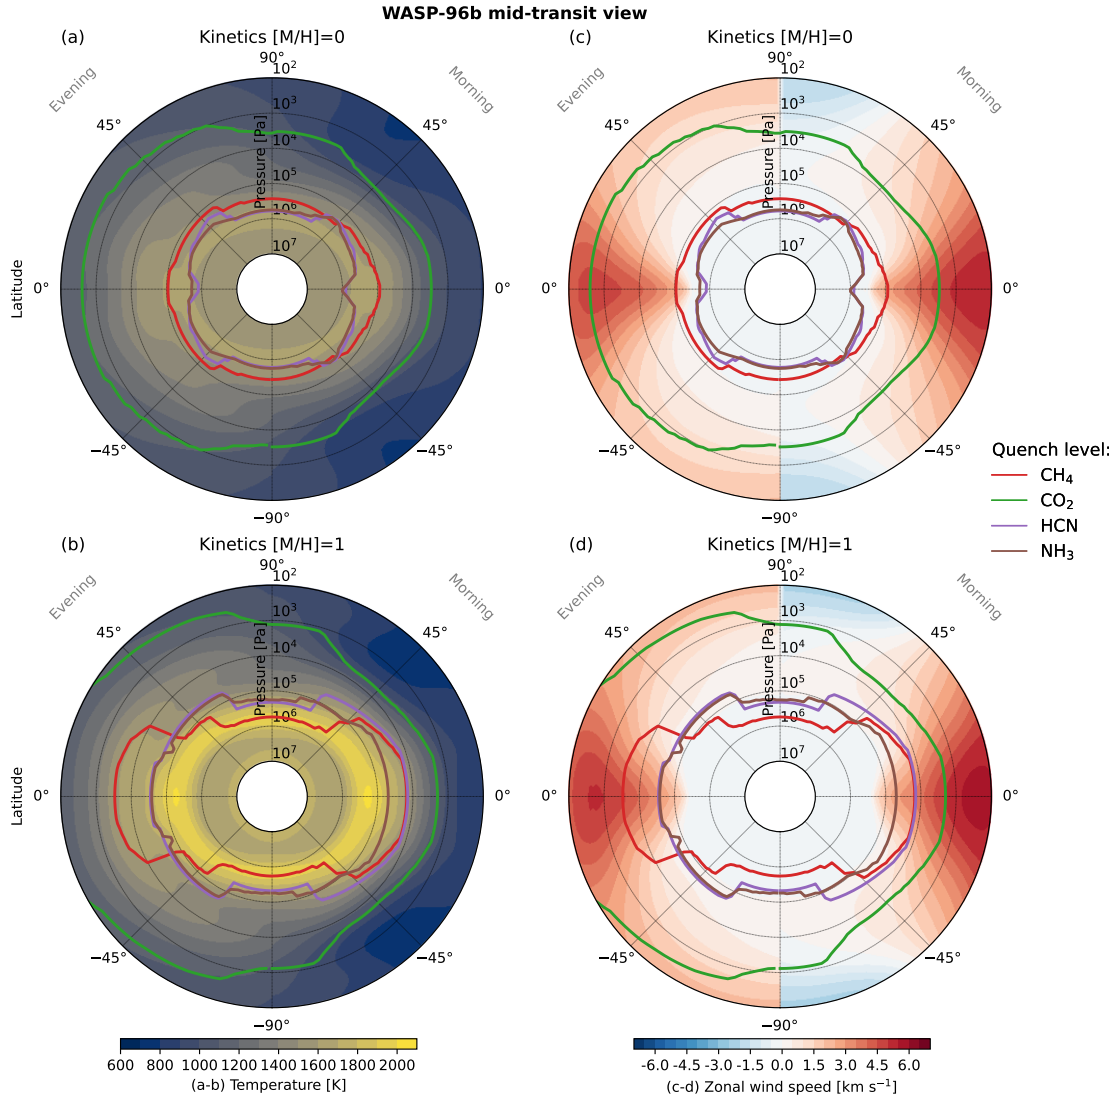 WASP-96b mid-transit view
(a)
Kinetics [M/H]=0
90°
10²
10³
10⁴
10⁵
10⁶
10⁷
Pressure [Pa]
Evening
Morning
45°
45°
Latitude
0°
0°
−45°
−45°
−90°
(c)
Kinetics [M/H]=0
90°
10²
10³
10⁴
10⁵
10⁶
10⁷
Pressure [Pa]
Evening
Morning
45°
45°
0°
0°
−45°
−45°
−90°
Quench level:
CH₄
CO₂
HCN
NH₃
(b)
Kinetics [M/H]=1
90°
10²
10³
10⁴
10⁵
10⁶
10⁷
Pressure [Pa]
Evening
Morning
45°
45°
Latitude
0°
0°
−45°
−45°
−90°
(d)
Kinetics [M/H]=1
90°
10²
10³
10⁴
10⁵
10⁶
10⁷
Pressure [Pa]
Evening
Morning
45°
45°
0°
0°
−45°
−45°
−90°
600 800 1000 1200 1400 1600 1800 2000
(a-b) Temperature [K]
-6.0 -4.5 -3.0 -1.5 0.0 1.5 3.0 4.5 6.0
(c-d) Zonal wind speed [km s⁻¹]